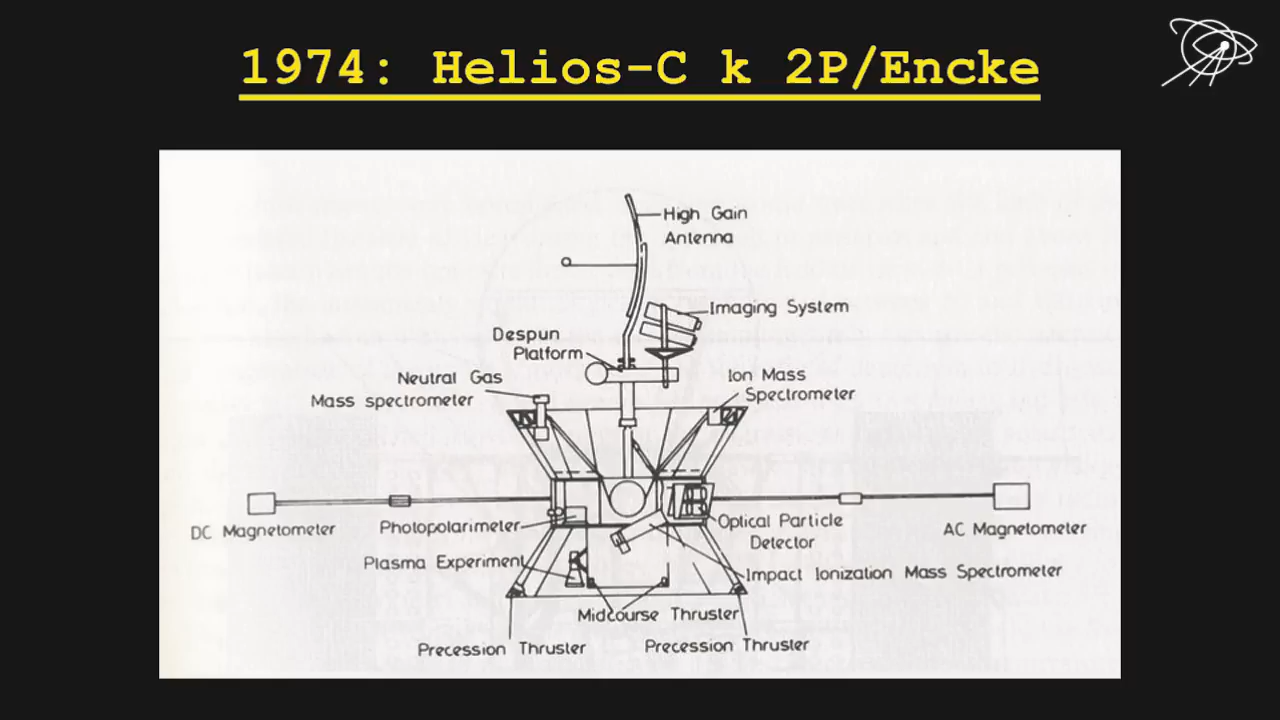 1974: Helios-C k 2P/Encke
High Gain
Antenna
Imaging System
Despun
Platform
Neutral Gas
Mass spectrometer
Ion Mass
Spectrometer
DC Magnetometer
Photopolarimeter
Optical Particle
Detector
AC Magnetometer
Plasma Experiment
Impact Ionization Mass Spectrometer
Midcourse Thruster
Precession Thruster
Precession Thruster